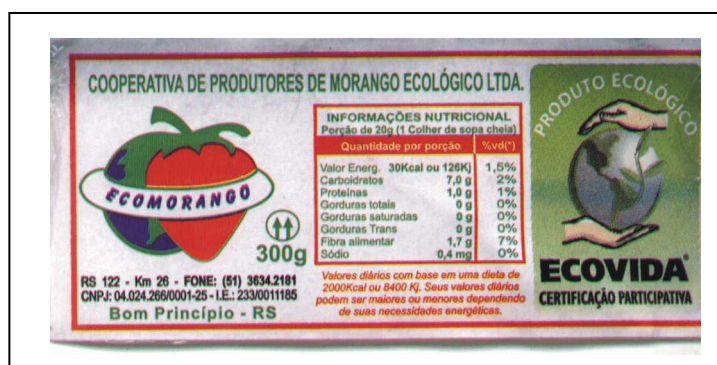 COOPERATIVA DE PRODUTORES DE MORANGO ECOLÓGICO LTDA.
ECOMORANGO
300g
RS 122 - Km 26 - FONE: (51) 3634.2181
CNPJ: 04.024.266/0001-25 - I.E.: 233/0011185
Bom Princípio - RS
INFORMAÇÕES NUTRICIONAL
Porção de 20g (1 Colher de sopa cheia)
Quantidade por porção %vd(*)
Valor Energ. 30Kcal ou 126Kj 1,5%
Carboidratos 7,0 g 2%
Proteínas 1,0 g 1%
Gorduras totais 0 g 0%
Gorduras saturadas 0 g 0%
Gorduras Trans 0 g 0%
Fibra alimentar 1,7 g 7%
Sódio 0,4 mg 0%
Valores diários com base em uma dieta de
2000Kcal ou 8400 Kj. Seus valores diários
podem ser maiores ou menores dependendo
de suas necessidades energéticas.
PRODUTO ECOLÓGICO
ECOVIDA
CERTIFICAÇÃO PARTICIPATIVA